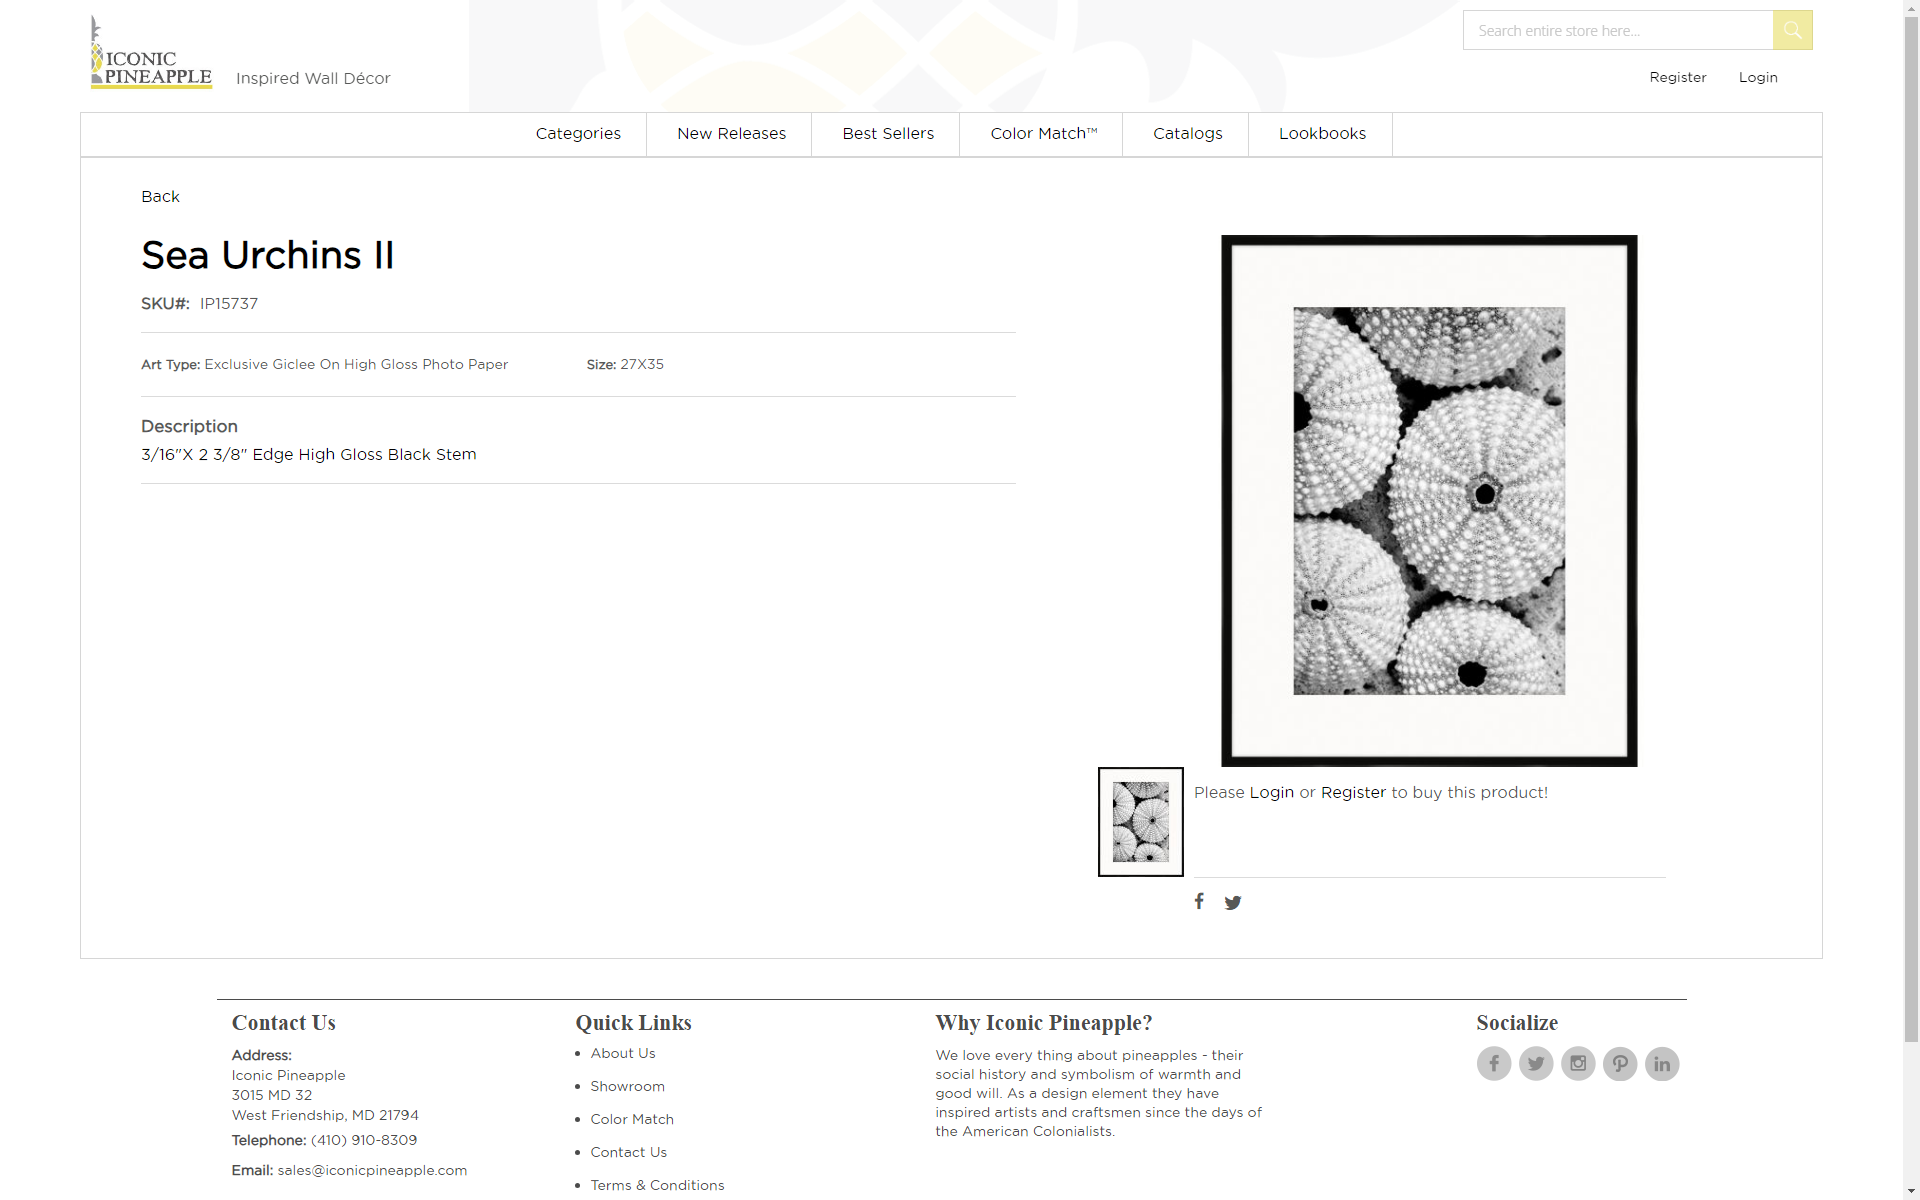 ICONIC
PINEAPPLE
Inspired Wall Décor
Search entire store here...
Register
Login
Categories
New Releases
Best Sellers
Color Match™
Catalogs
Lookbooks
Back
Sea Urchins II
SKU#: IP15737
Art Type: Exclusive Giclee On High Gloss Photo Paper
Size: 27X35
Description
3/16"X 2 3/8" Edge High Gloss Black Stem
Please Login or Register to buy this product!
Contact Us
Address:
Iconic Pineapple
3015 MD 32
West Friendship, MD 21794
Telephone: (410) 910-8309
Email: sales@iconicpineapple.com
Quick Links
About Us
Showroom
Color Match
Contact Us
Terms & Conditions
Why Iconic Pineapple?
We love every thing about pineapples - their
social history and symbolism of warmth and
good will. As a design element they have
inspired artists and craftsmen since the days of
the American Colonialists.
Socialize